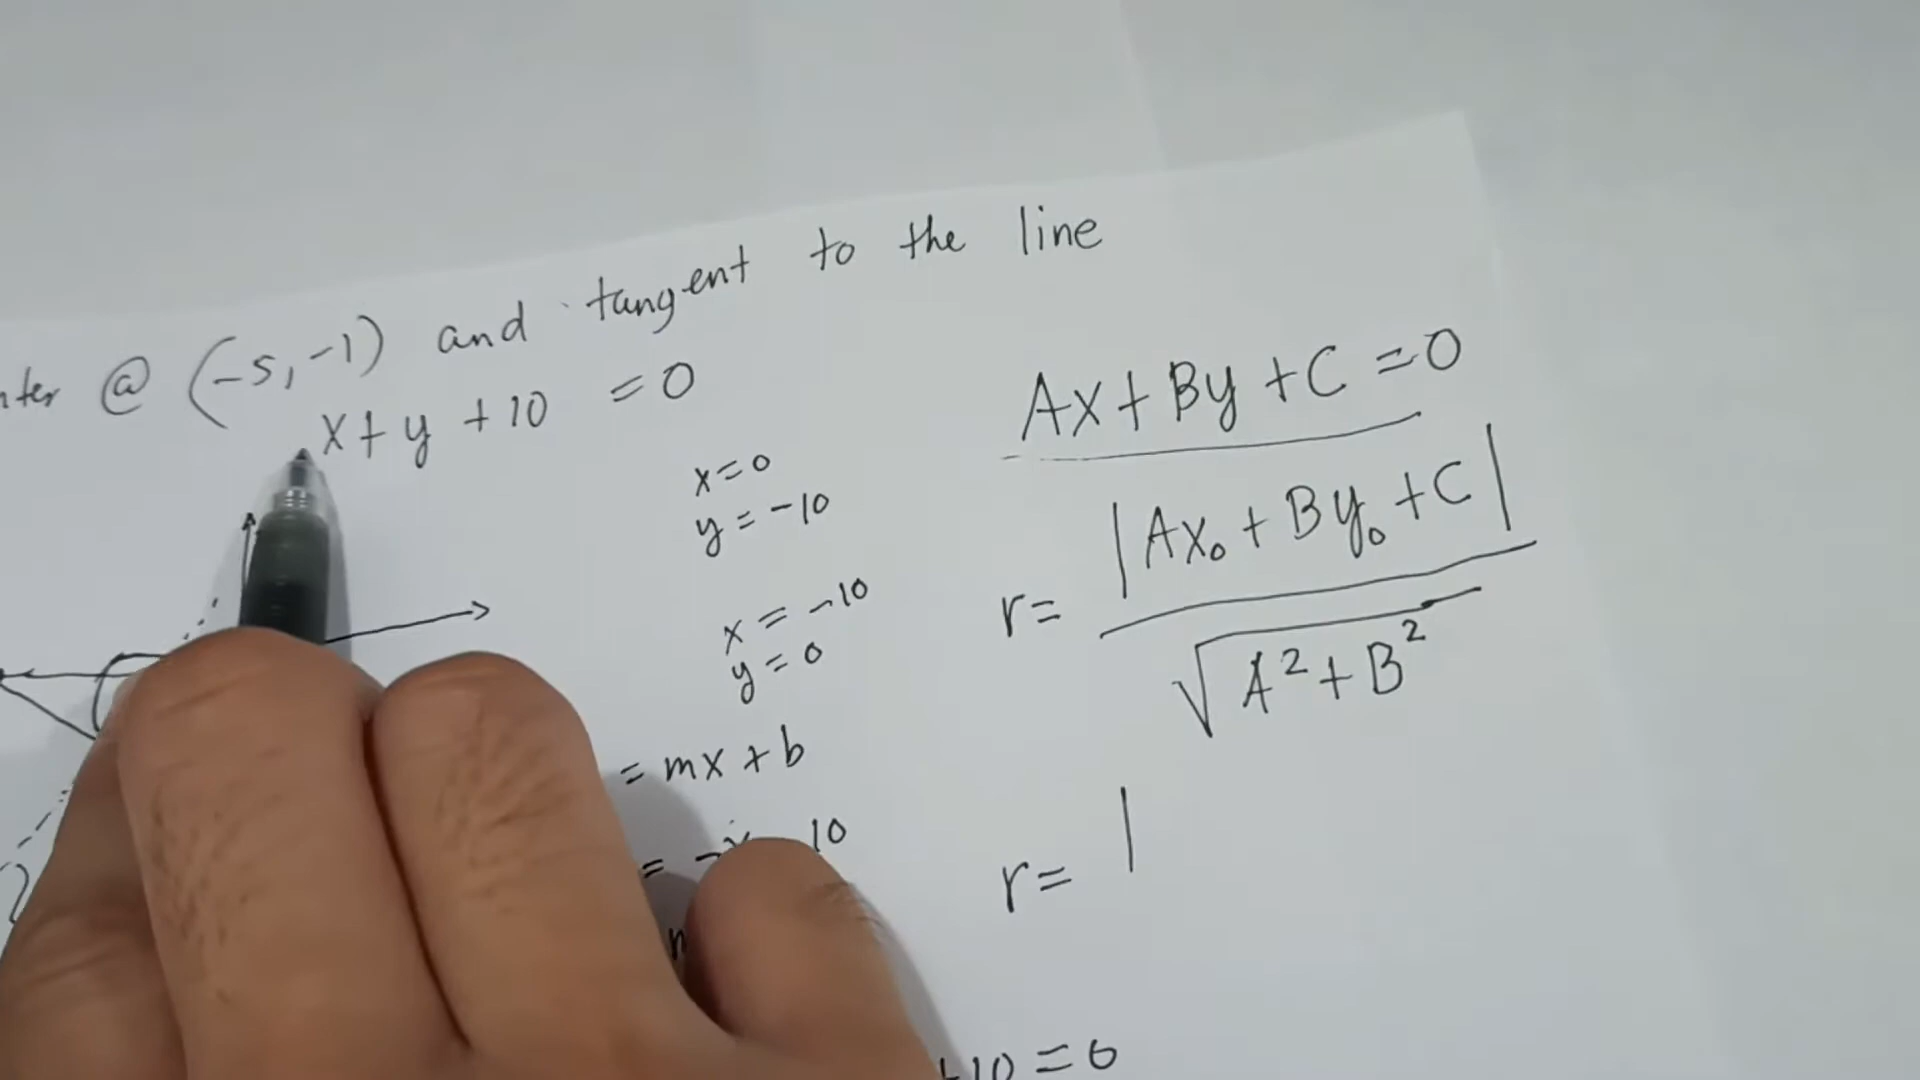 @ (-5, -1) and tangent to the line
x + y + 10 = 0
x = 0
y = -10
x = -10
y = 0
= mx + b
= -x 10
Ax + By + C = 0
r = |Ax₀ + By₀ + C| / √(A² + B²)
r = |
+10 = 0